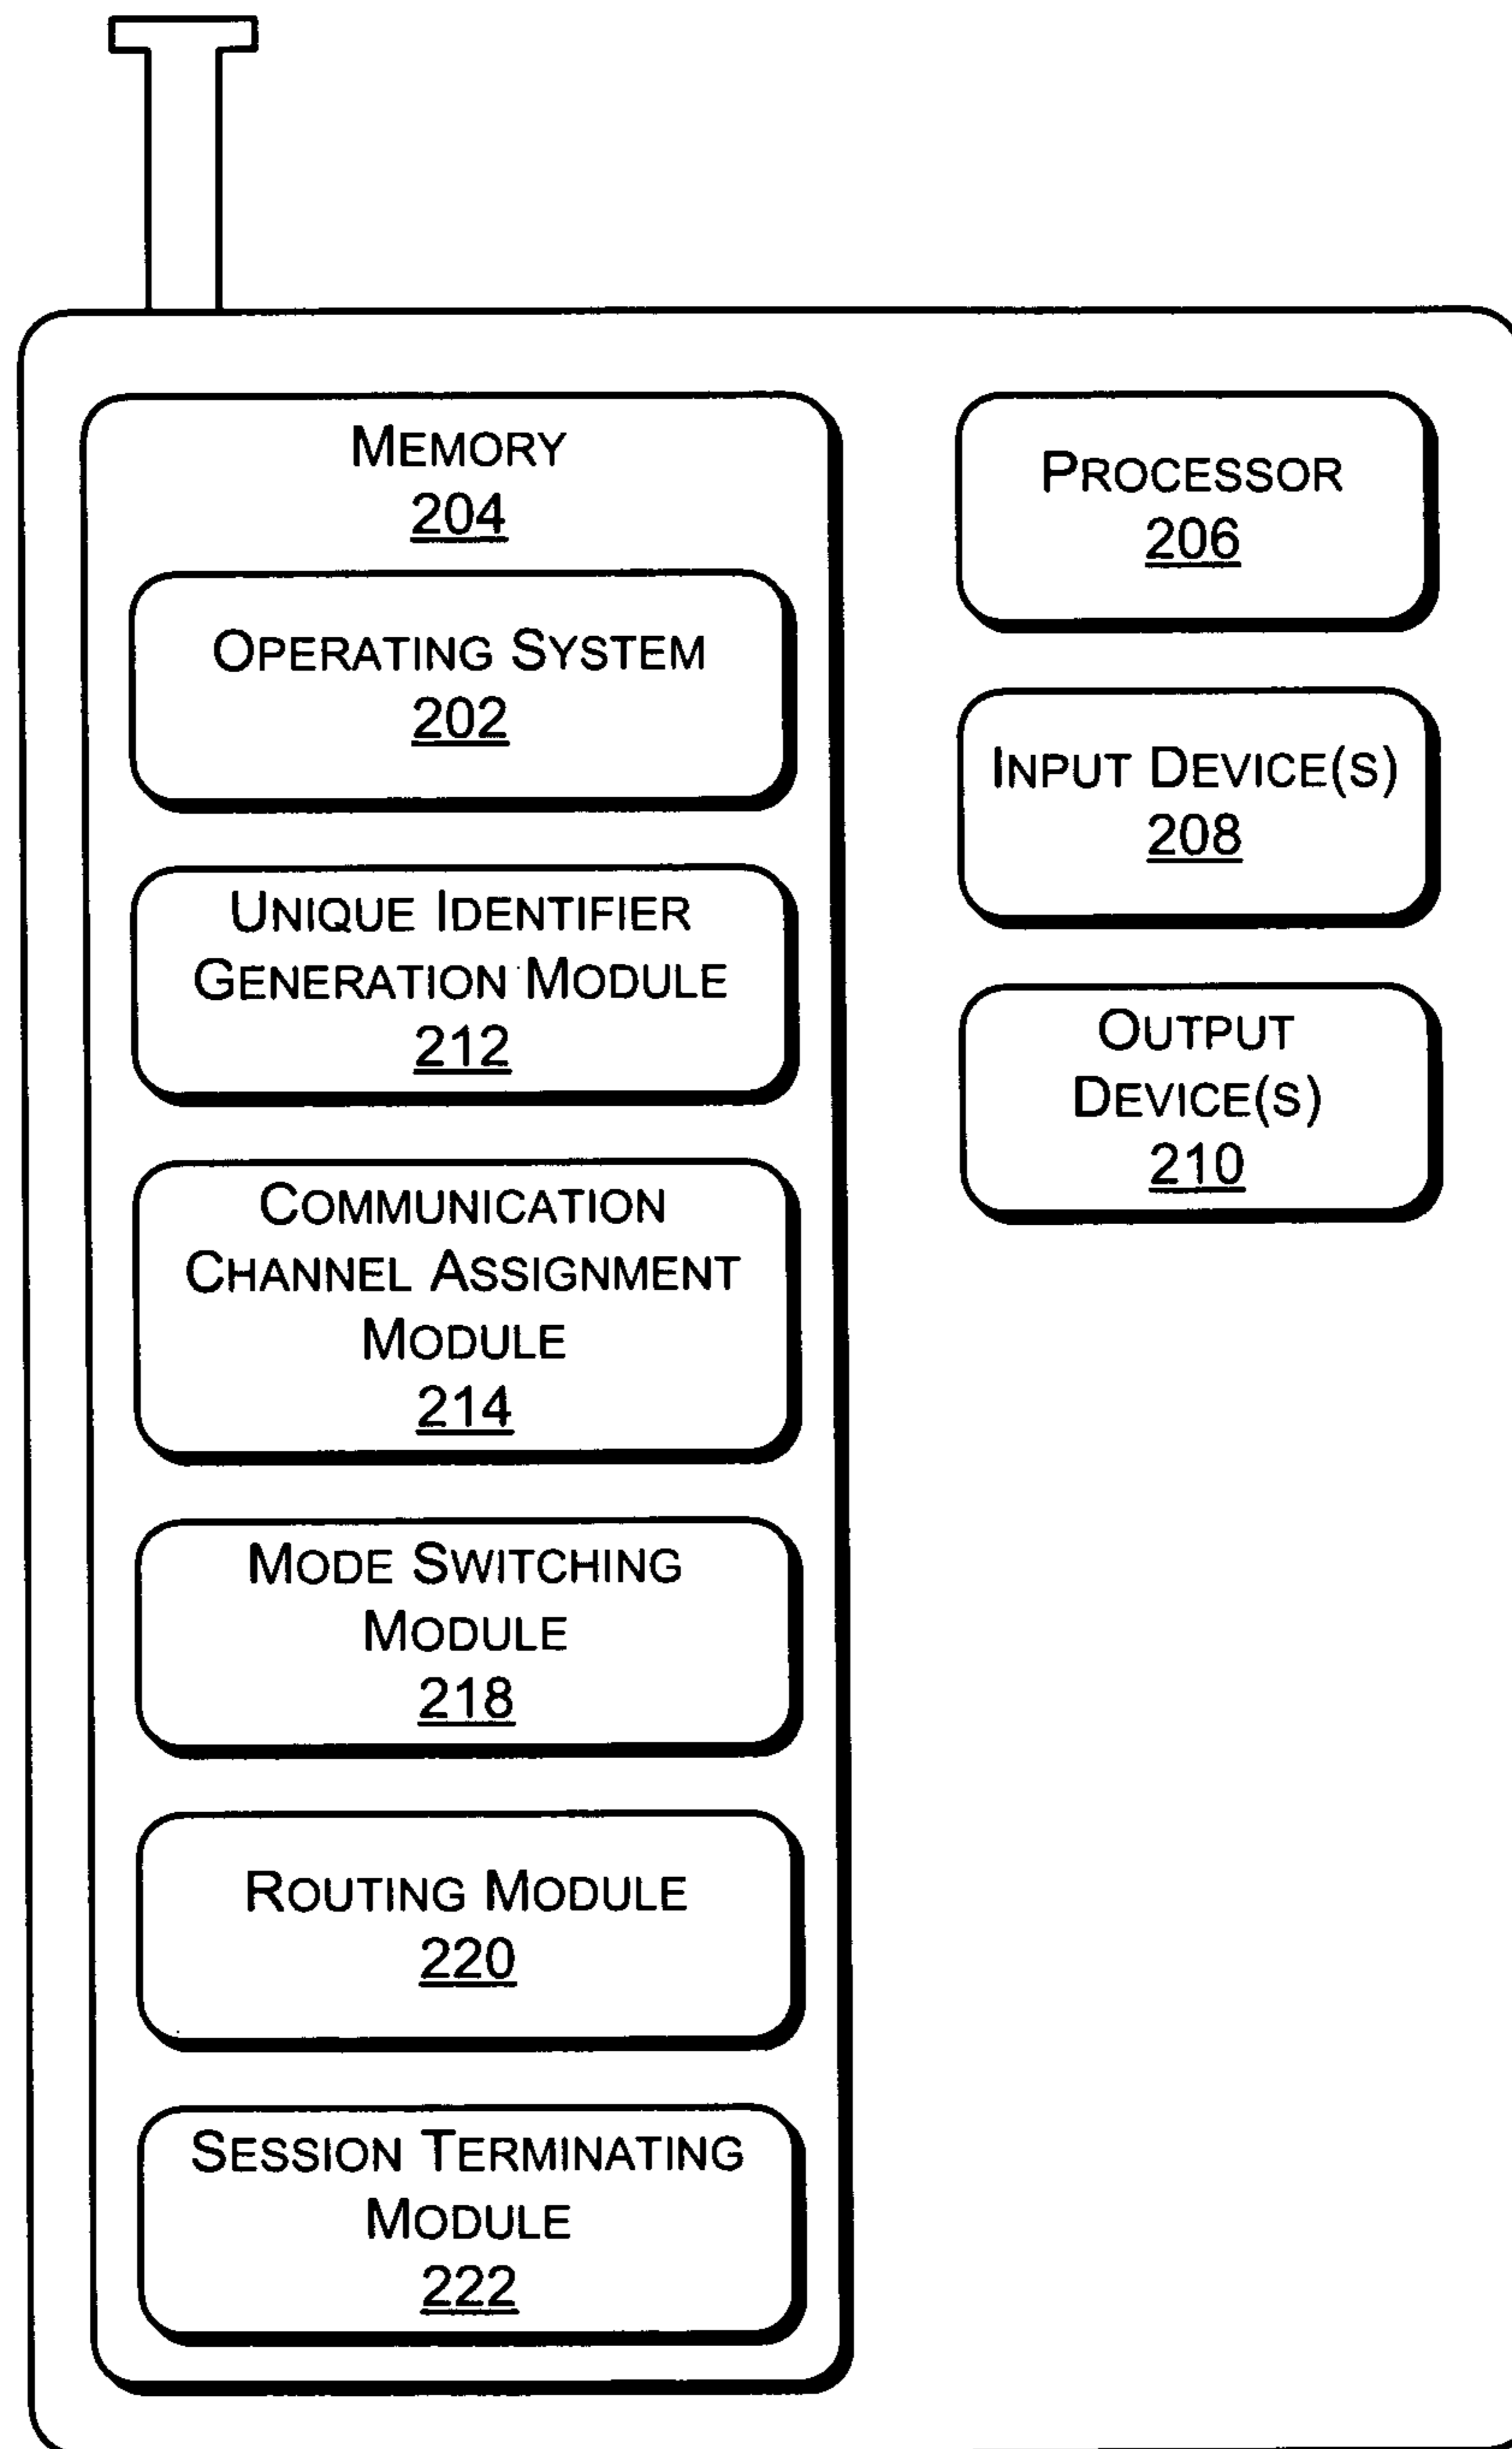 MEMORY
204
OPERATING SYSTEM
202
UNIQUE IDENTIFIER
GENERATION MODULE
212
COMMUNICATION
CHANNEL ASSIGNMENT
MODULE
214
MODE SWITCHING
MODULE
218
ROUTING MODULE
220
SESSION TERMINATING
MODULE
222
PROCESSOR
206
INPUT DEVICE(S)
208
OUTPUT
DEVICE(S)
210